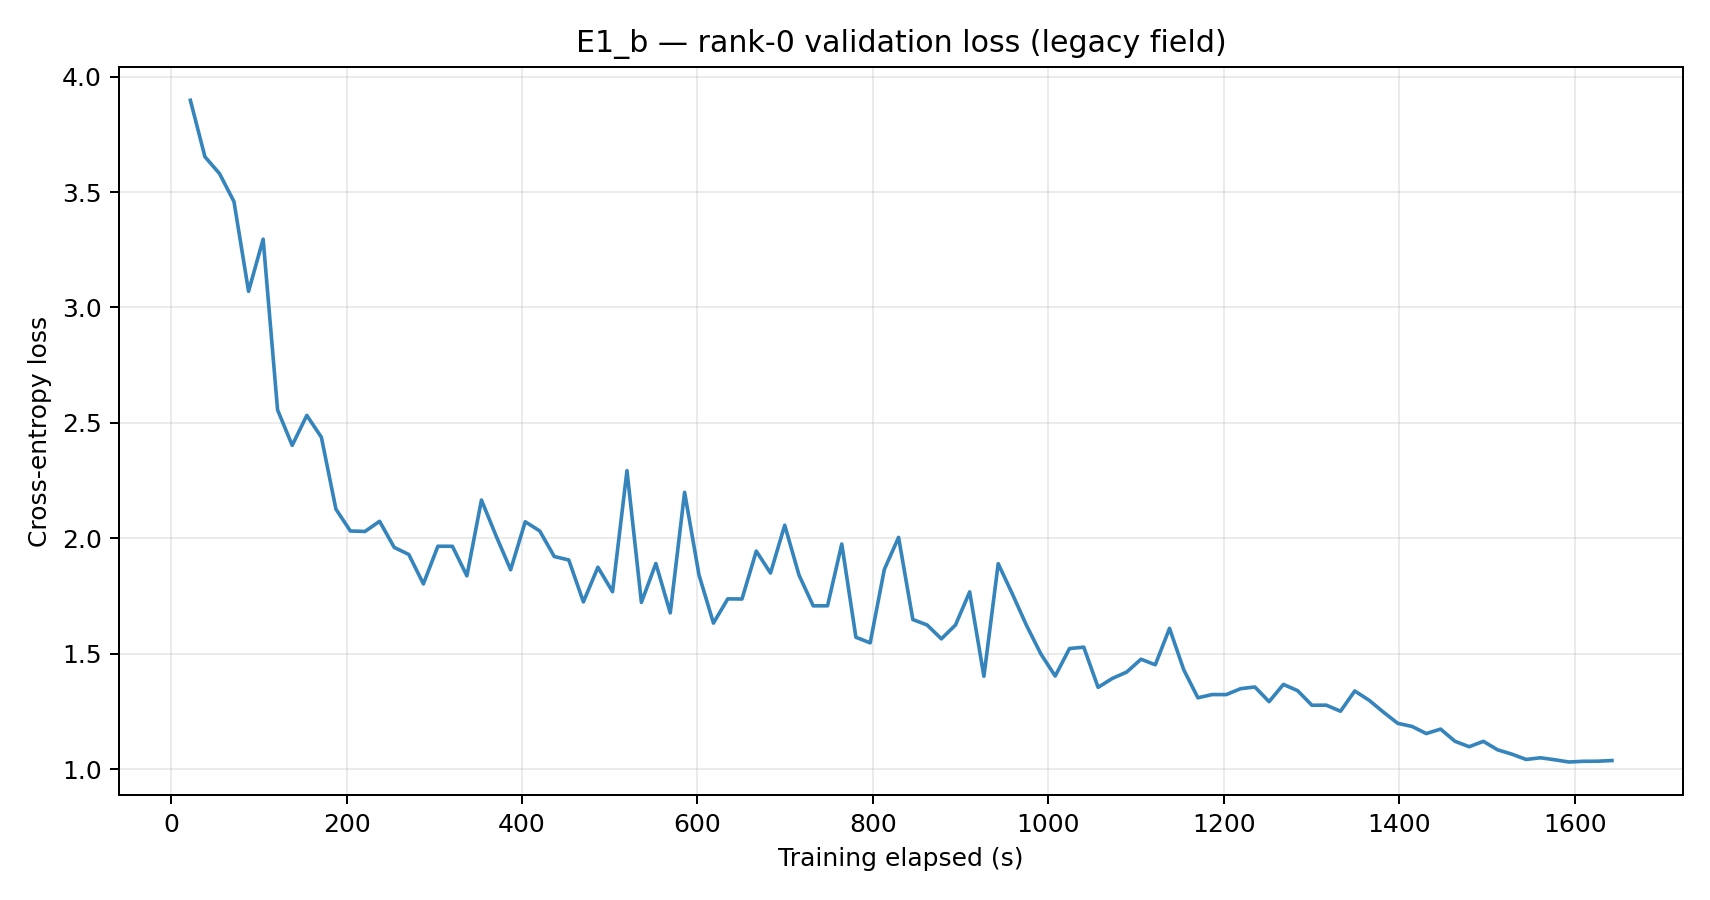 E1_b — rank-0 validation loss (legacy field)
4.0
3.5
3.0
2.5
2.0
1.5
1.0
Cross-entropy loss
0 200 400 600 800 1000 1200 1400 1600
Training elapsed (s)